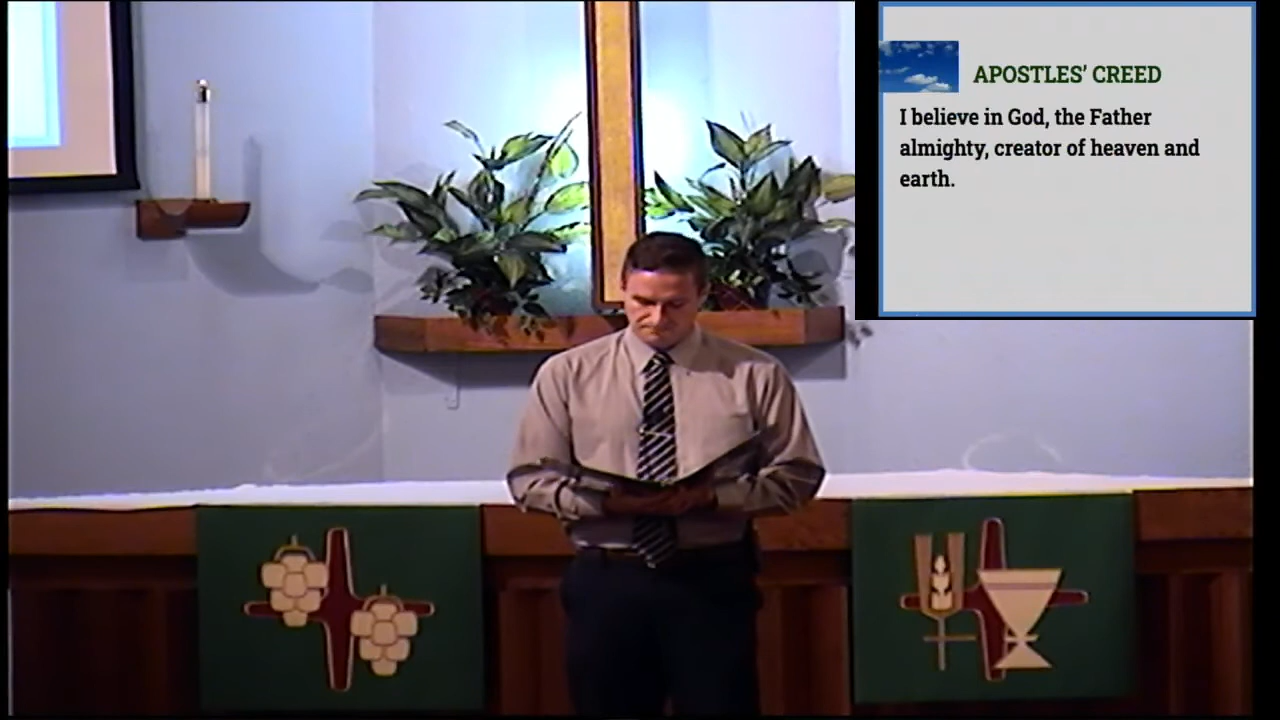 APOSTLES’ CREED
I believe in God, the Father
almighty, creator of heaven and
earth.